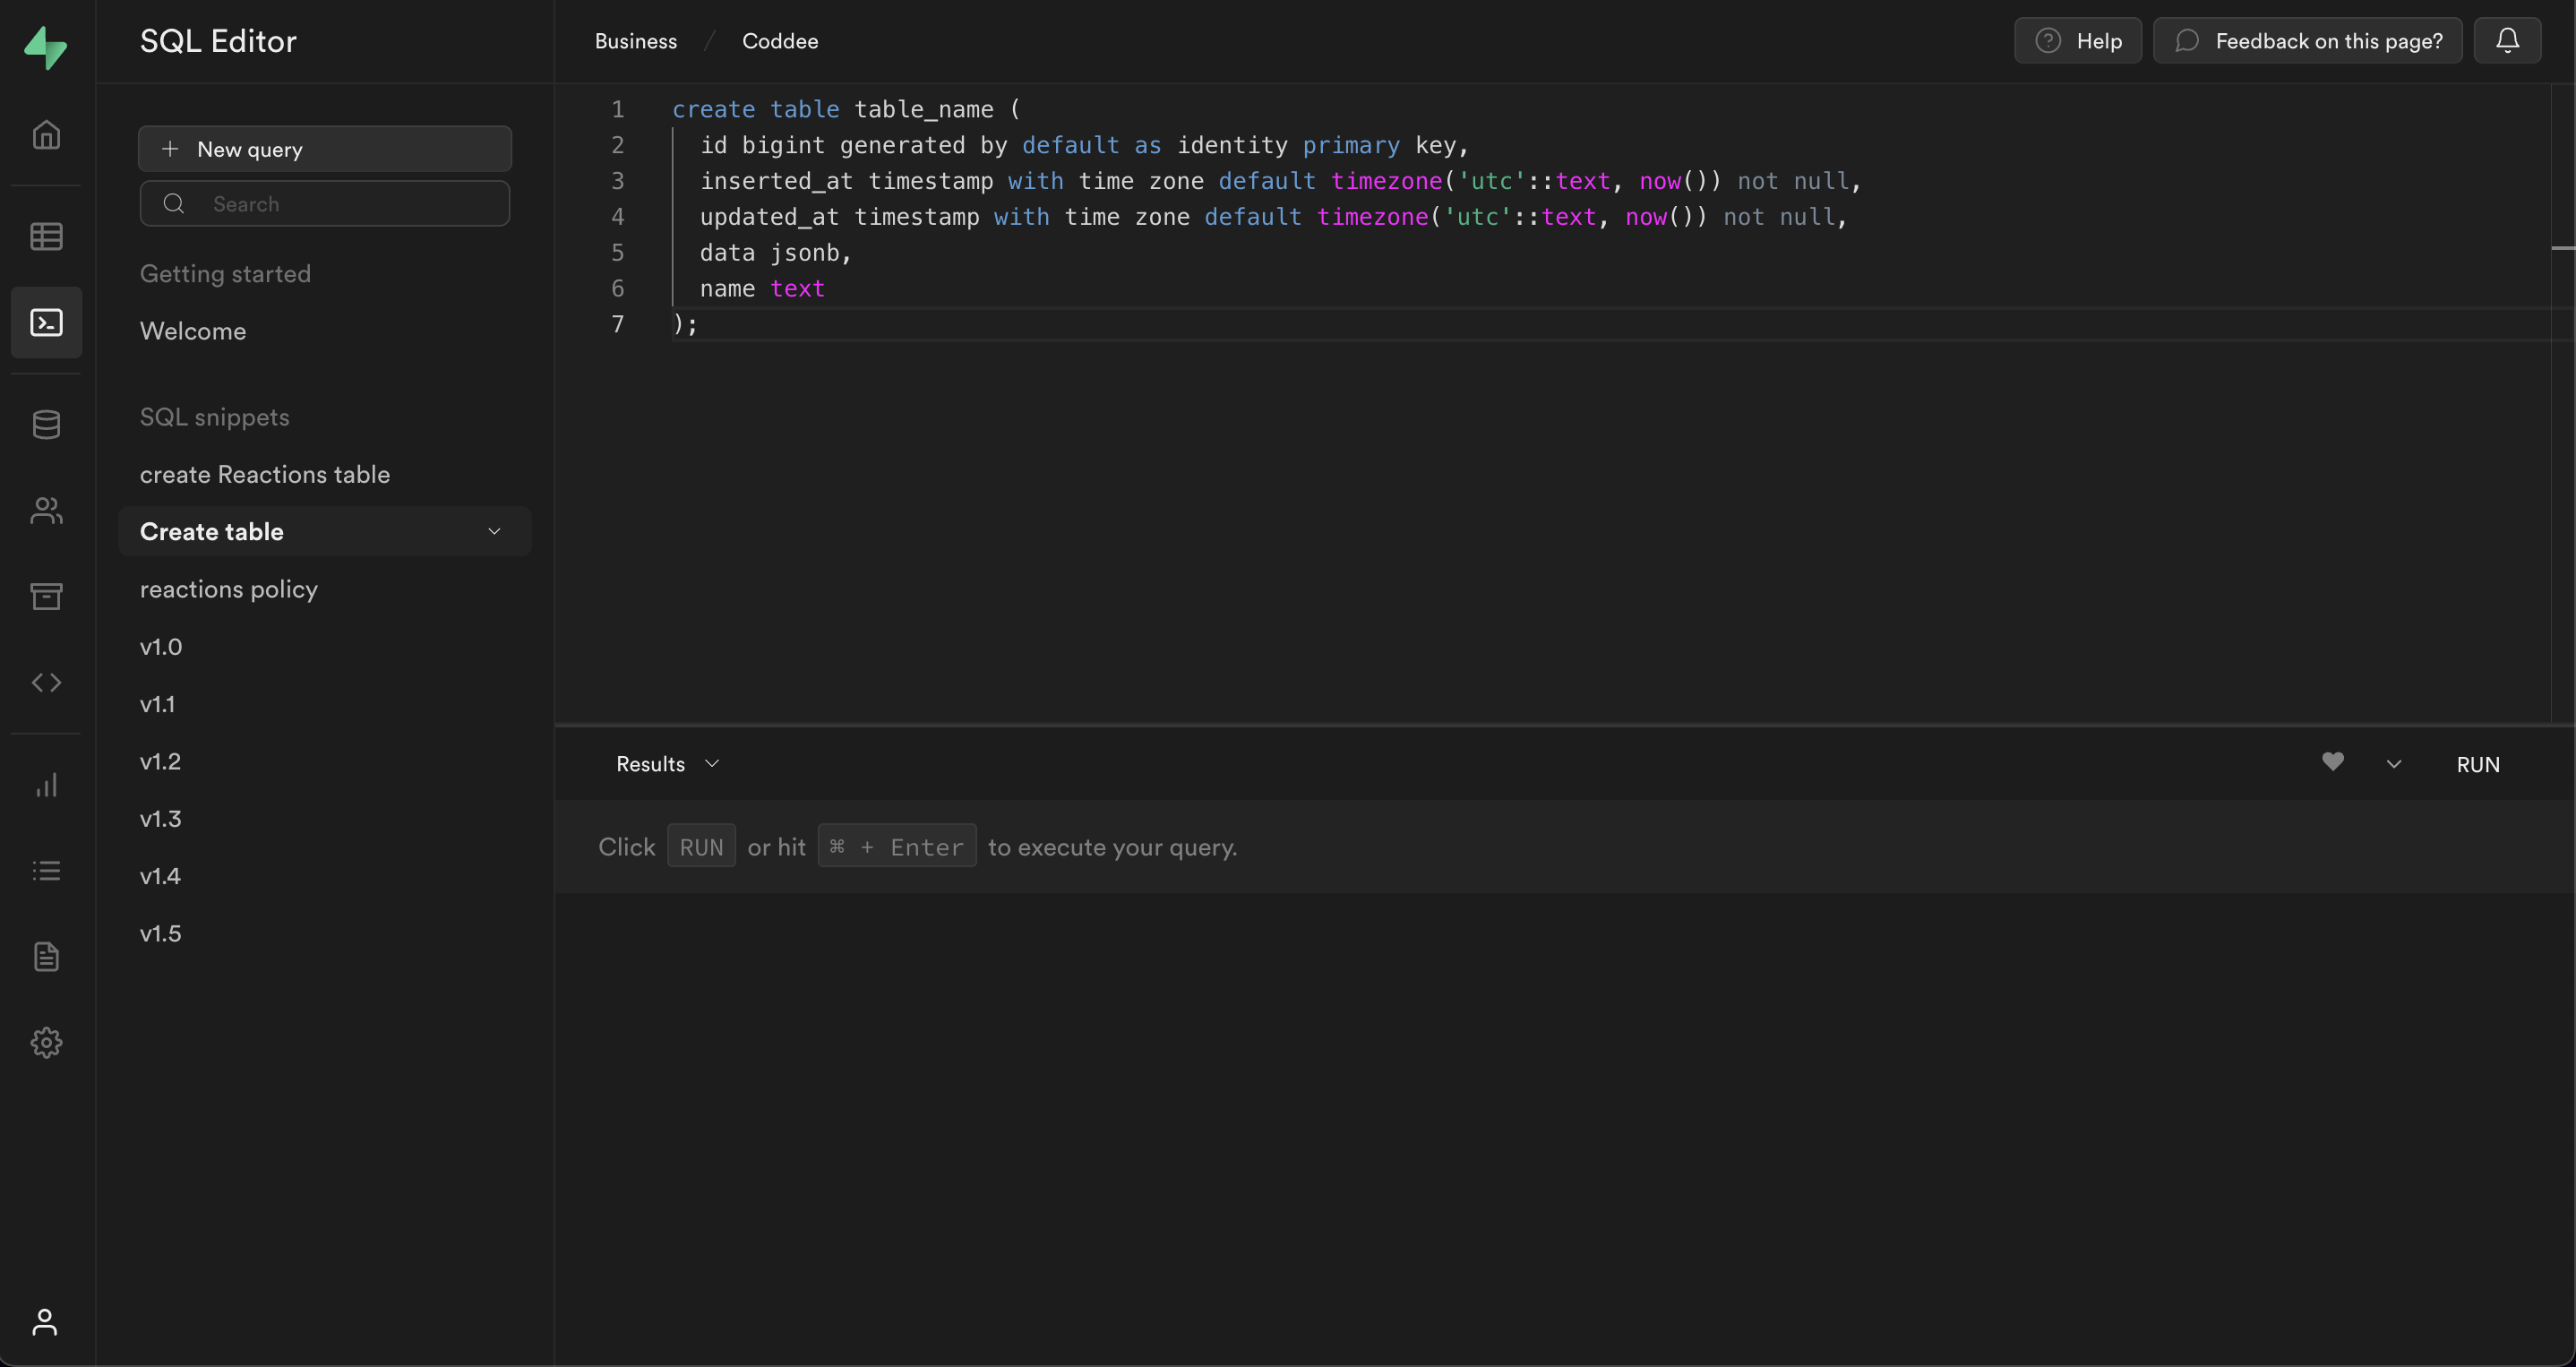 SQL Editor
Business / Coddee
Help
Feedback on this page?
New query
Search
Getting started
Welcome
SQL snippets
create Reactions table
Create table
reactions policy
v1.0
v1.1
v1.2
v1.3
v1.4
v1.5
1 create table table_name (
2 id bigint generated by default as identity primary key,
3 inserted_at timestamp with time zone default timezone('utc'::text, now()) not null,
4 updated_at timestamp with time zone default timezone('utc'::text, now()) not null,
5 data jsonb,
6 name text
7 );
Results
RUN
Click RUN or hit ⌘ + Enter to execute your query.